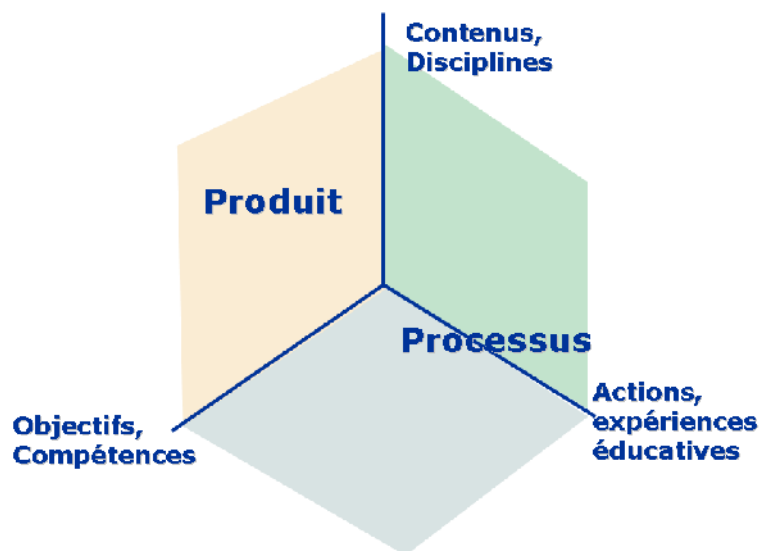 Contenus,
Disciplines
Produit
Processus
Actions,
expériences
éducatives
Objectifs,
Compétences